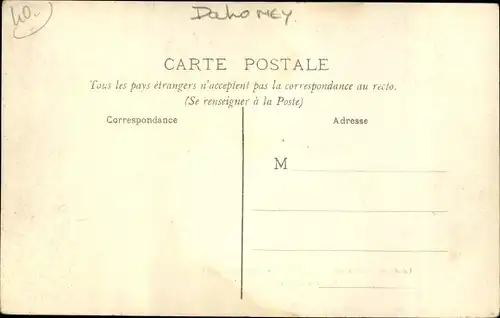 40.
Dahomey.
CARTE POSTALE
Tous les pays étrangers n'acceptent pas la correspondance au recto.
(Se renseigner à la Poste)
Correspondance
Adresse
M